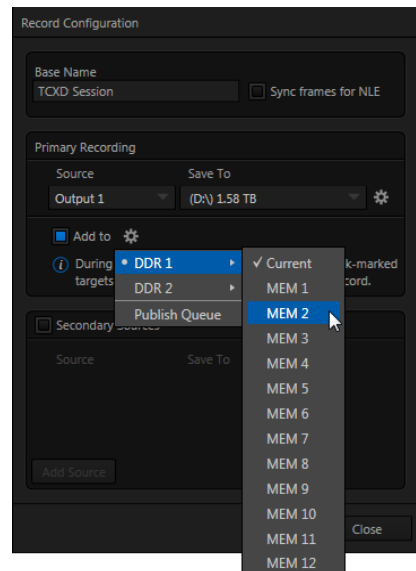 Record Configuration
Base Name
TCXD Session
Sync frames for NLE
Primary Recording
Source Save To
Output 1 (D:\) 1.58 TB
Add to
During
targets
k-marked
cord.
DDR 1
DDR 2
Publish Queue
✓ Current
MEM 1
MEM 2
MEM 3
MEM 4
MEM 5
MEM 6
MEM 7
MEM 8
MEM 9
MEM 10
MEM 11
MEM 12
Secondary Sources
Source Save To
Add Source
Close